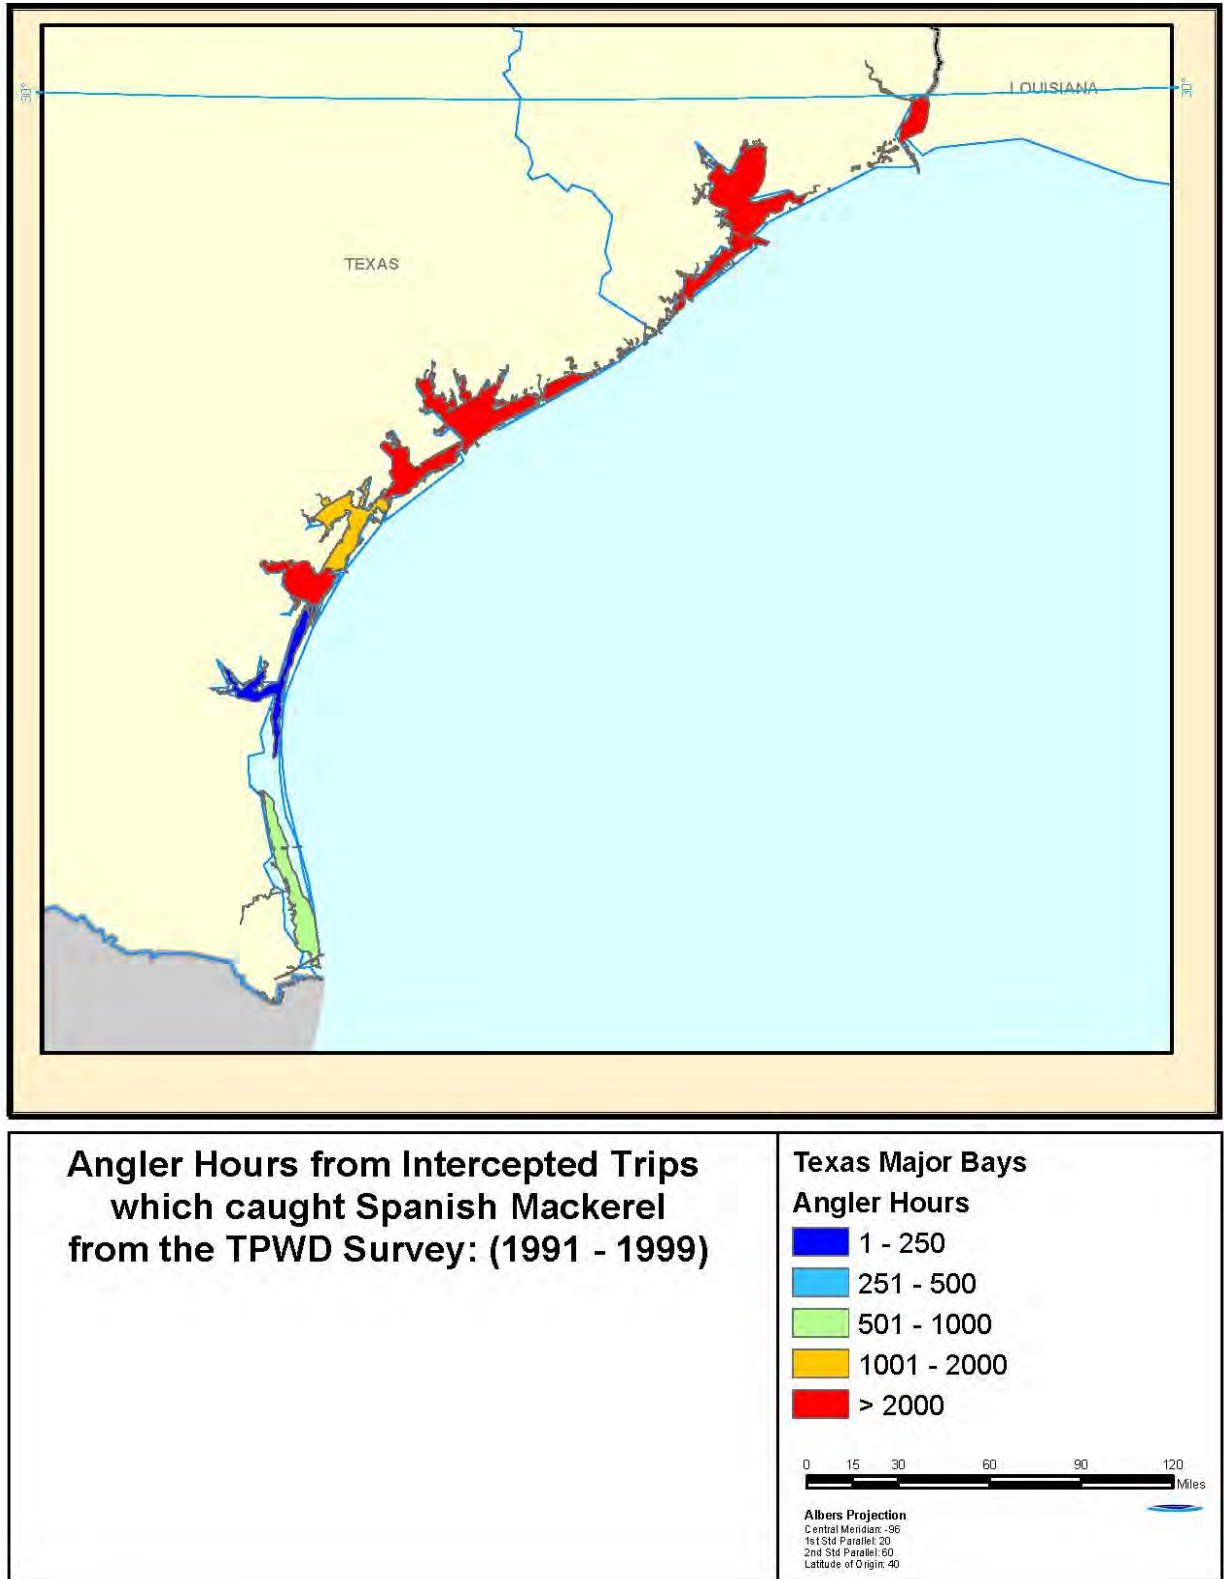 30°
LOUISIANA
30°
TEXAS
Angler Hours from Intercepted Trips
which caught Spanish Mackerel
from the TPWD Survey: (1991 - 1999)
Texas Major Bays
Angler Hours
1 - 250
251 - 500
501 - 1000
1001 - 2000
> 2000
0 15 30 60 90 120
Miles
Albers Projection
Central Meridian: -96
1st Std Parallel: 20
2nd Std Parallel: 60
Latitude of Origin: 40